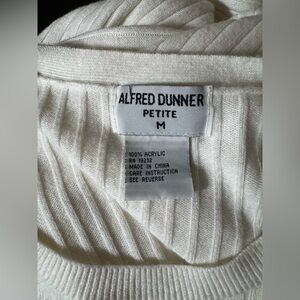 ALFRED DUNNER
PETITE
M
100% ACRYLIC
RN 19232
MADE IN CHINA
CARE INSTRUCTION
SEE REVERSE